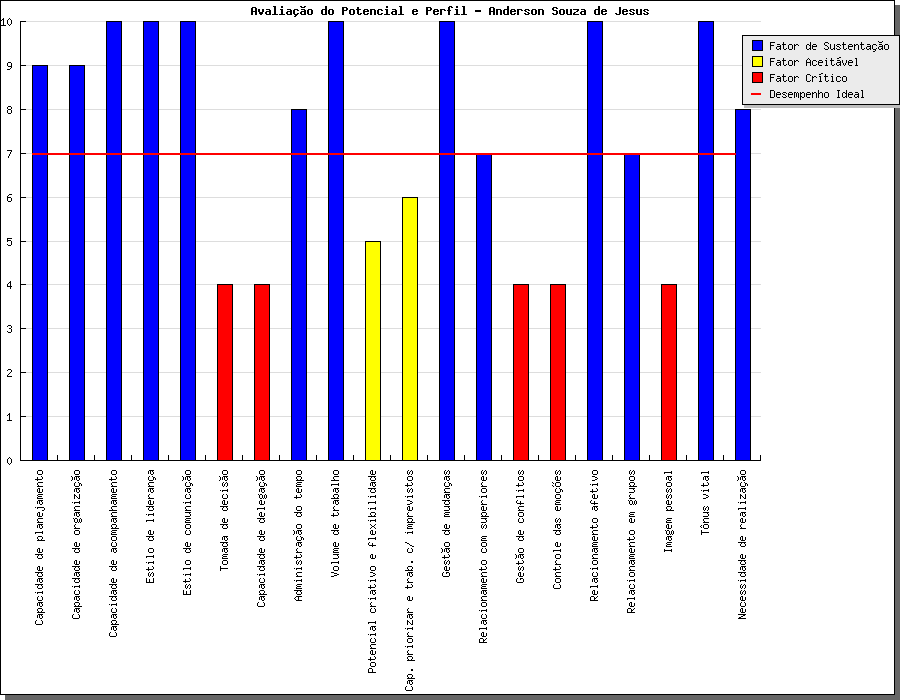 Avaliação do Potencial e Perfil - Anderson Souza de Jesus
Fator de Sustentação
Fator Aceitável
Fator Crítico
Desempenho Ideal
10
9
8
7
6
5
4
3
2
1
0
Capacidade de planejamento
Capacidade de organização
Capacidade de acompanhamento
Estilo de liderança
Estilo de comunicação
Tomada de decisão
Capacidade de delegação
Administração do tempo
Volume de trabalho
Potencial criativo e flexibilidade
Cap. priorizar e trab. c/ imprevistos
Gestão de mudanças
Relacionamento com superiores
Gestão de conflitos
Controle das emoções
Relacionamento afetivo
Relacionamento em grupos
Imagem pessoal
Tônus vital
Necessidade de realização